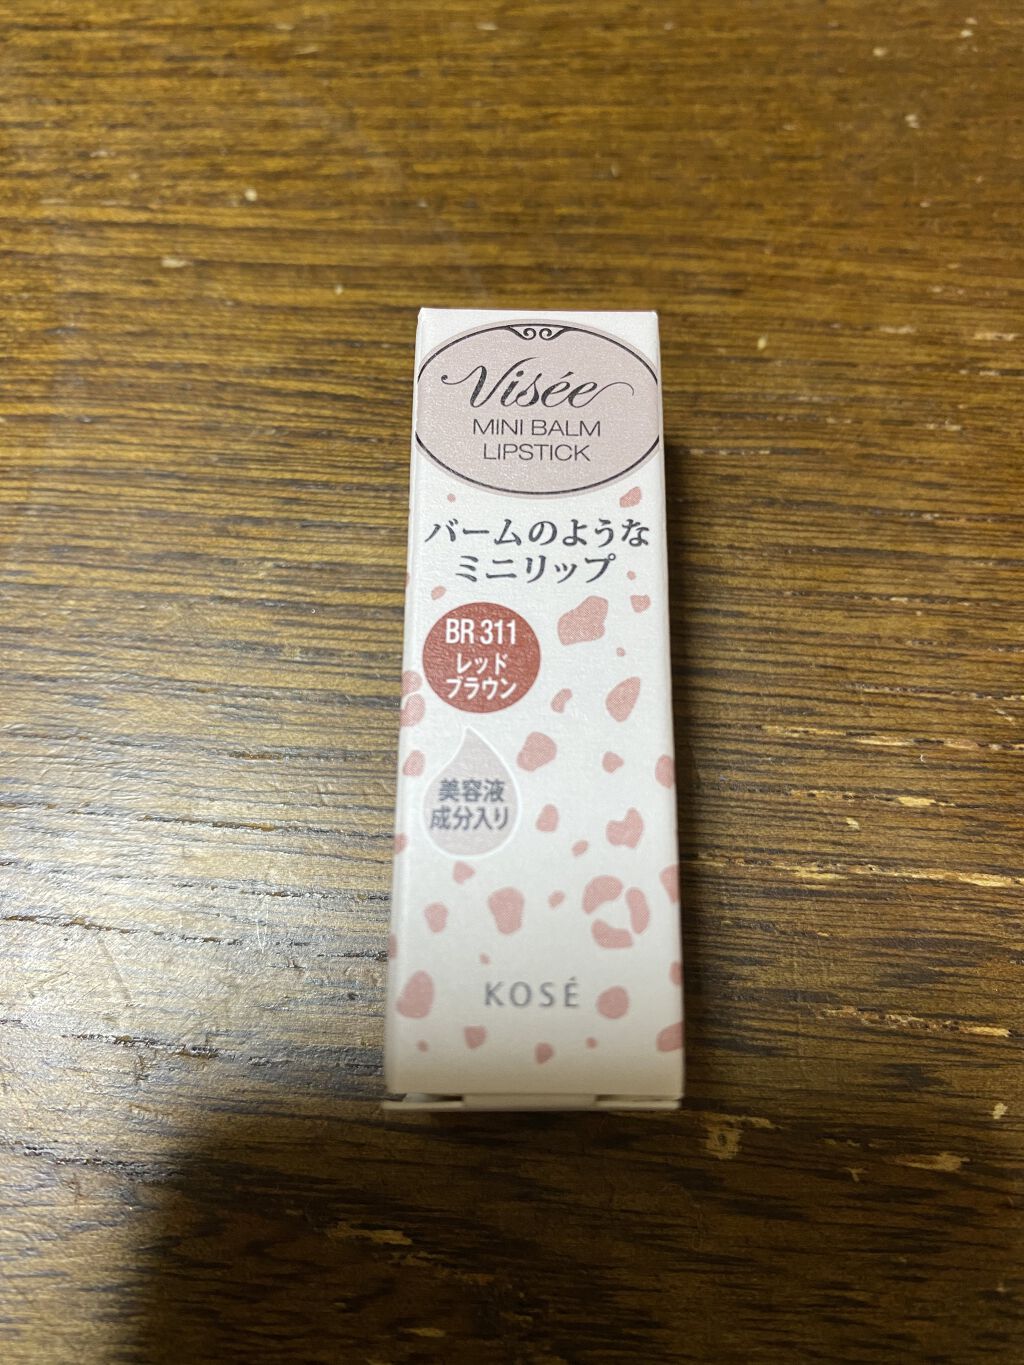 Visée
MINI BALM
LIPSTICK
バームのような
ミニリップ
BR 311
レッド
ブラウン
美容液
成分入り
KOSÉ